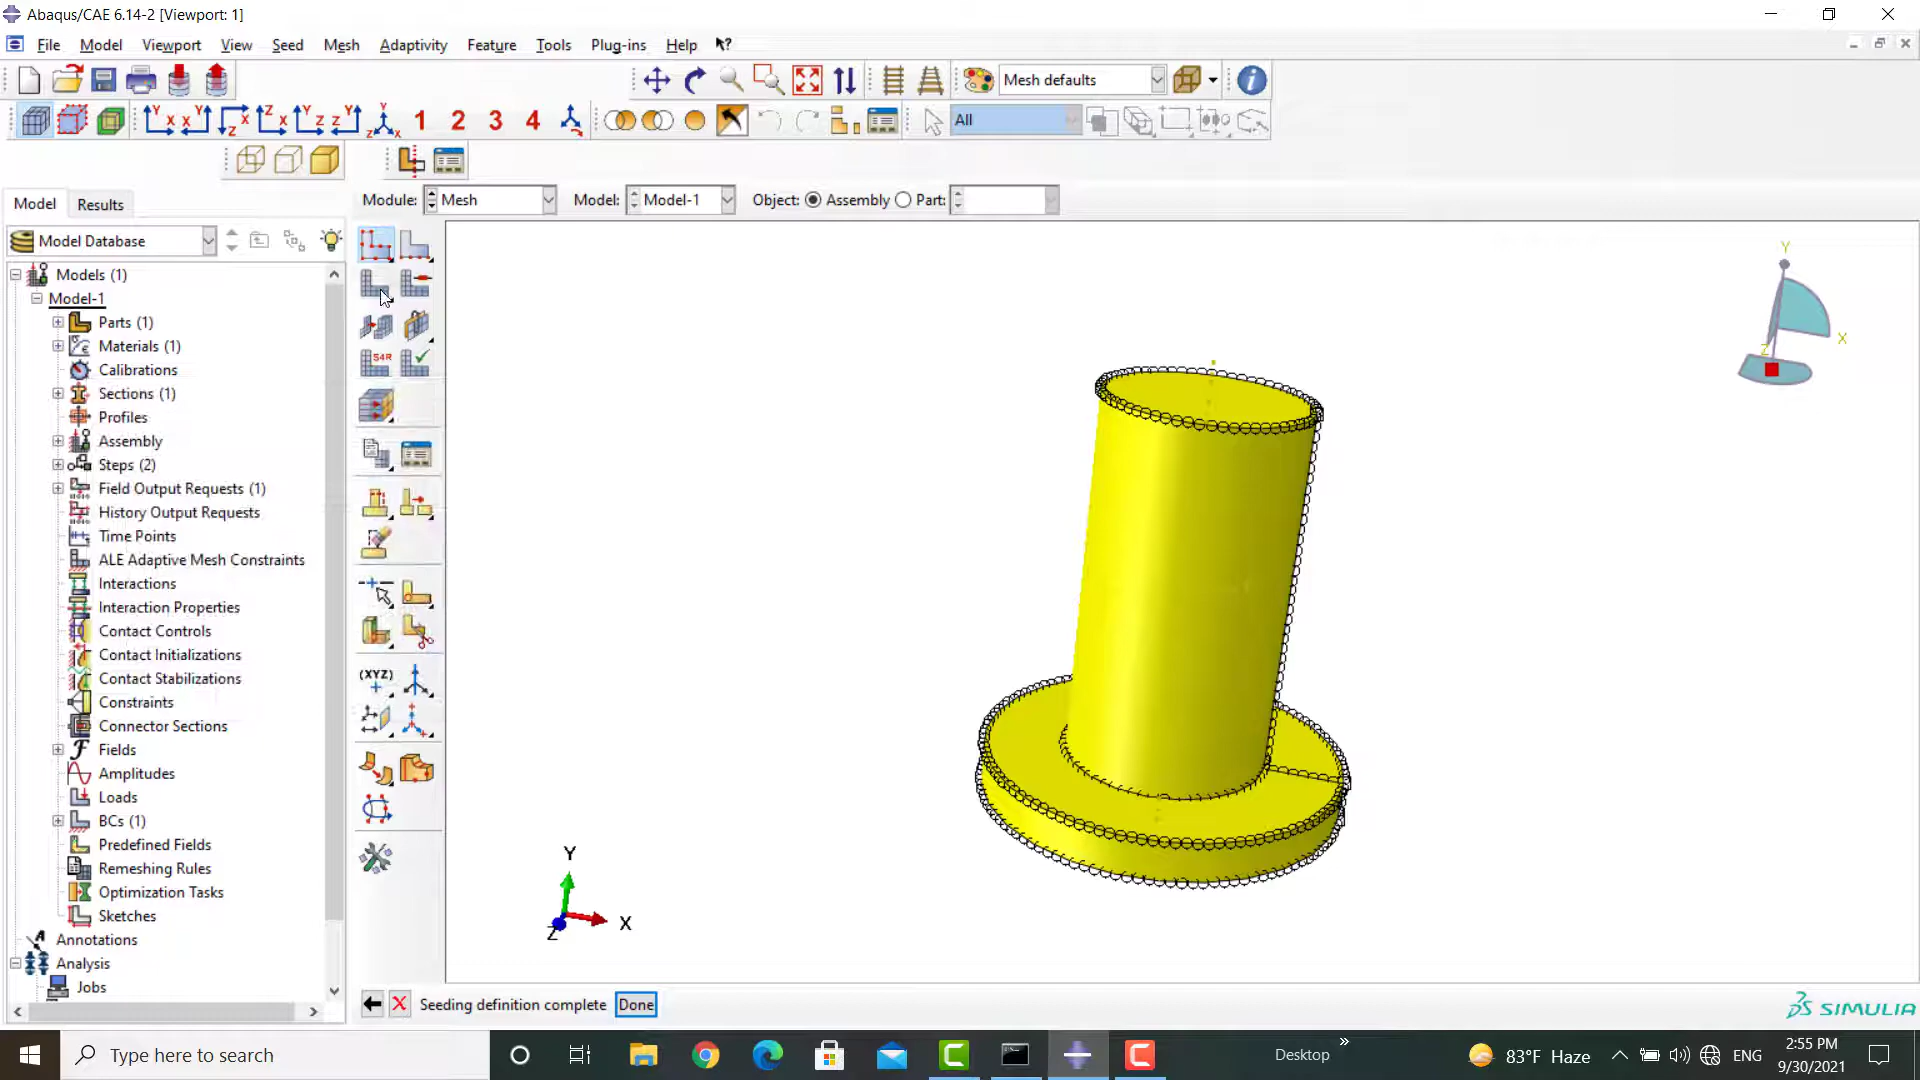 Abaqus/CAE 6.14-2 [Viewport: 1]
File Model Viewport View Seed Mesh Adaptivity Feature Tools Plug-ins Help
Mesh defaults
1 2 3 4
All
Model Results
Module: Mesh Model: Model-1 Object: Assembly Part:
Model Database
Models (1)
Model-1
Parts (1)
Materials (1)
Calibrations
Sections (1)
Profiles
Assembly
Steps (2)
Field Output Requests (1)
History Output Requests
Time Points
ALE Adaptive Mesh Constraints
Interactions
Interaction Properties
Contact Controls
Contact Initializations
Contact Stabilizations
Constraints
Connector Sections
Fields
Amplitudes
Loads
BCs (1)
Predefined Fields
Remeshing Rules
Optimization Tasks
Sketches
Annotations
Analysis
Jobs
S4R
(XYZ)
Y
X
Z
Y
X
Z
Seeding definition complete Done
SIMULIA
Type here to search
Desktop
83°F Haze
ENG
2:55 PM
9/30/2021